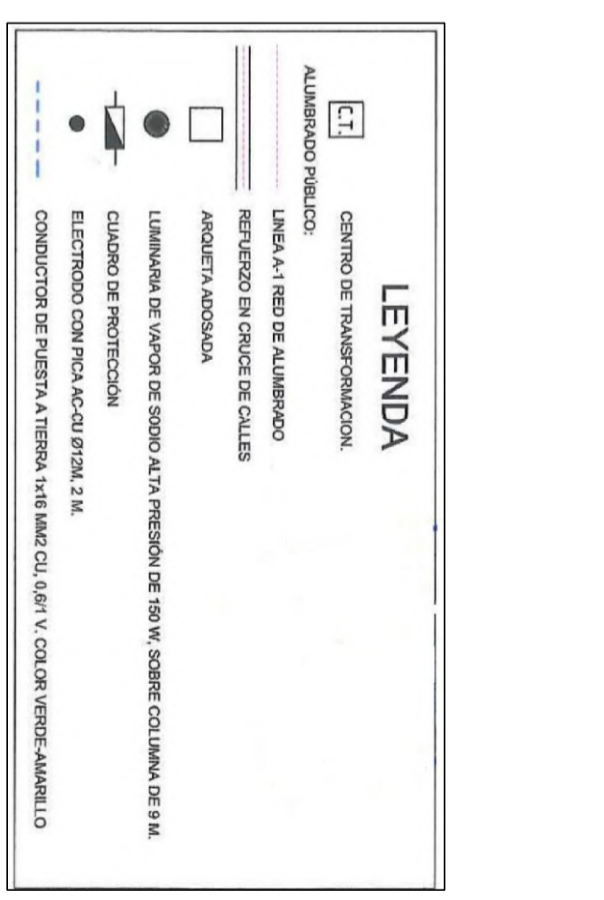 LEYENDA
C.T. CENTRO DE TRANSFORMACION.
ALUMBRADO PÚBLICO:
LINEA A-1 RED DE ALUMBRADO
REFUERZO EN CRUCE DE CALLES
ARQUETA ADOSADA
LUMINARIA DE VAPOR DE SODIO ALTA PRESIÓN DE 150 W, SOBRE COLUMNA DE 9 M.
CUADRO DE PROTECCIÓN
ELECTRODO CON PICA AC-CU Ø12M, 2 M.
CONDUCTOR DE PUESTA A TIERRA 1x16 MM2 CU, 0,6/1 V. COLOR VERDE-AMARILLO